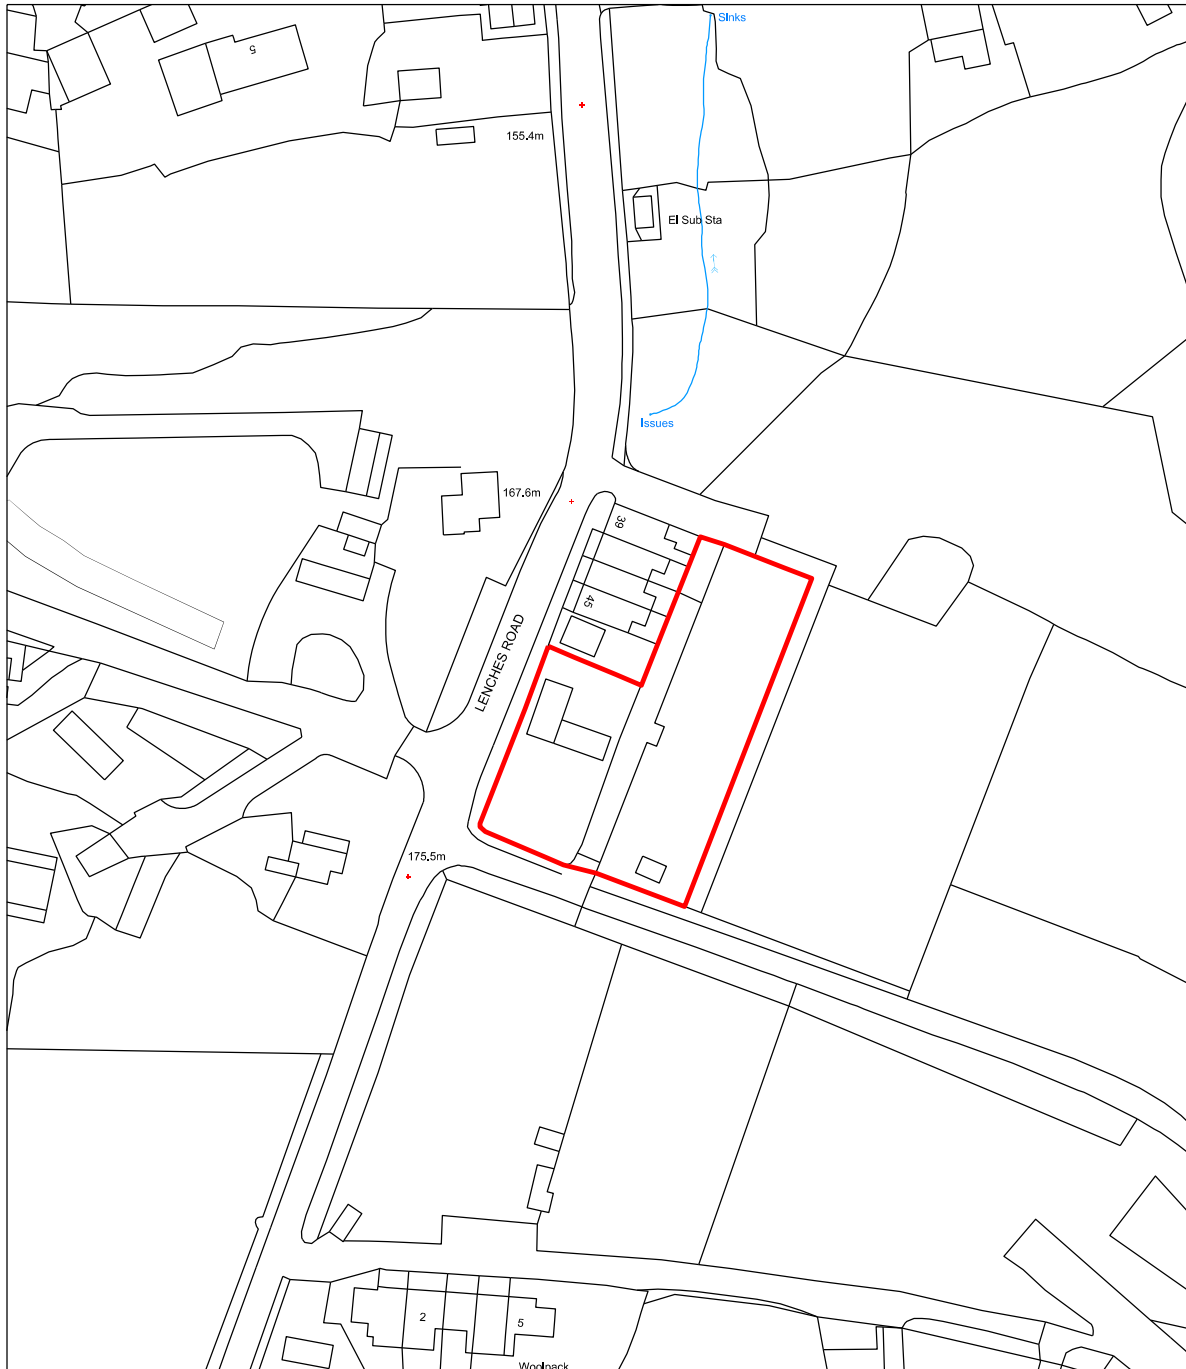 Sinks
5
155.4m
El Sub Sta
Issues
167.6m
39
45
LENCHES ROAD
175.5m
2
5
Woolpack